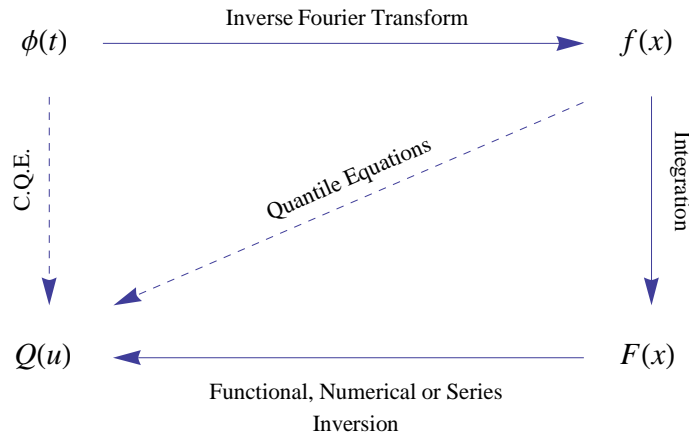 Inverse Fourier Transform
ϕ(t)
f(x)
C.Q.E.
Quantile Equations
Integration
Q(u)
F(x)
Functional, Numerical or Series
Inversion